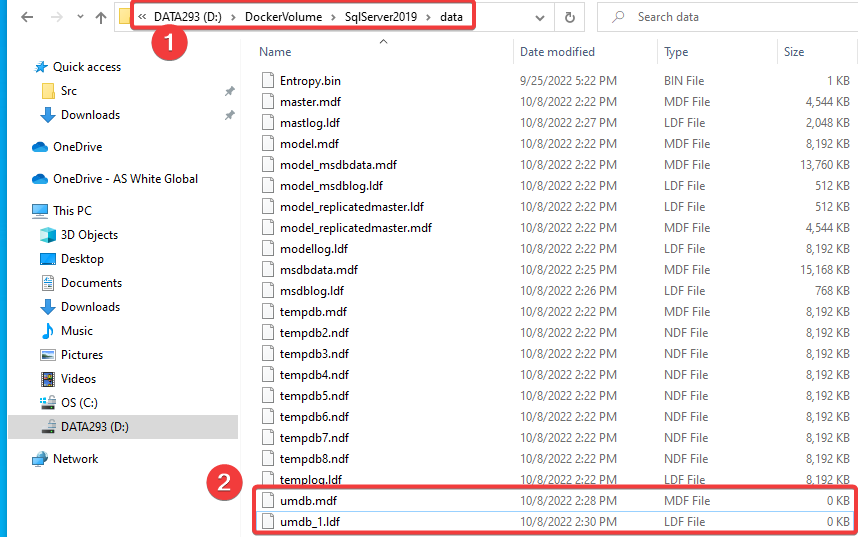 « DATA293 (D:) > DockerVolume > SqlServer2019 > data
Search data
1
Name Date modified Type Size
Quick access
Src
Downloads
OneDrive
OneDrive - AS White Global
This PC
3D Objects
Desktop
Documents
Downloads
Music
Pictures
Videos
OS (C:)
DATA293 (D:)
Network
Entropy.bin 9/25/2022 5:22 PM BIN File 1 KB
master.mdf 10/8/2022 2:22 PM MDF File 4,544 KB
mastlog.ldf 10/8/2022 2:27 PM LDF File 2,048 KB
model.mdf 10/8/2022 2:22 PM MDF File 8,192 KB
model_msdbdata.mdf 10/8/2022 2:22 PM MDF File 13,760 KB
model_msdblog.ldf 10/8/2022 2:22 PM LDF File 512 KB
model_replicatedmaster.ldf 10/8/2022 2:22 PM LDF File 512 KB
model_replicatedmaster.mdf 10/8/2022 2:22 PM MDF File 4,544 KB
modellog.ldf 10/8/2022 2:22 PM LDF File 8,192 KB
msdbdata.mdf 10/8/2022 2:25 PM MDF File 15,168 KB
msdblog.ldf 10/8/2022 2:26 PM LDF File 768 KB
tempdb.mdf 10/8/2022 2:22 PM MDF File 8,192 KB
tempdb2.ndf 10/8/2022 2:22 PM NDF File 8,192 KB
tempdb3.ndf 10/8/2022 2:22 PM NDF File 8,192 KB
tempdb4.ndf 10/8/2022 2:22 PM NDF File 8,192 KB
tempdb5.ndf 10/8/2022 2:22 PM NDF File 8,192 KB
tempdb6.ndf 10/8/2022 2:22 PM NDF File 8,192 KB
tempdb7.ndf 10/8/2022 2:22 PM NDF File 8,192 KB
tempdb8.ndf 10/8/2022 2:22 PM NDF File 8,192 KB
templog.ldf 10/8/2022 2:22 PM LDF File 8,192 KB
2
umdb.mdf 10/8/2022 2:28 PM MDF File 0 KB
umdb_1.ldf 10/8/2022 2:30 PM LDF File 0 KB